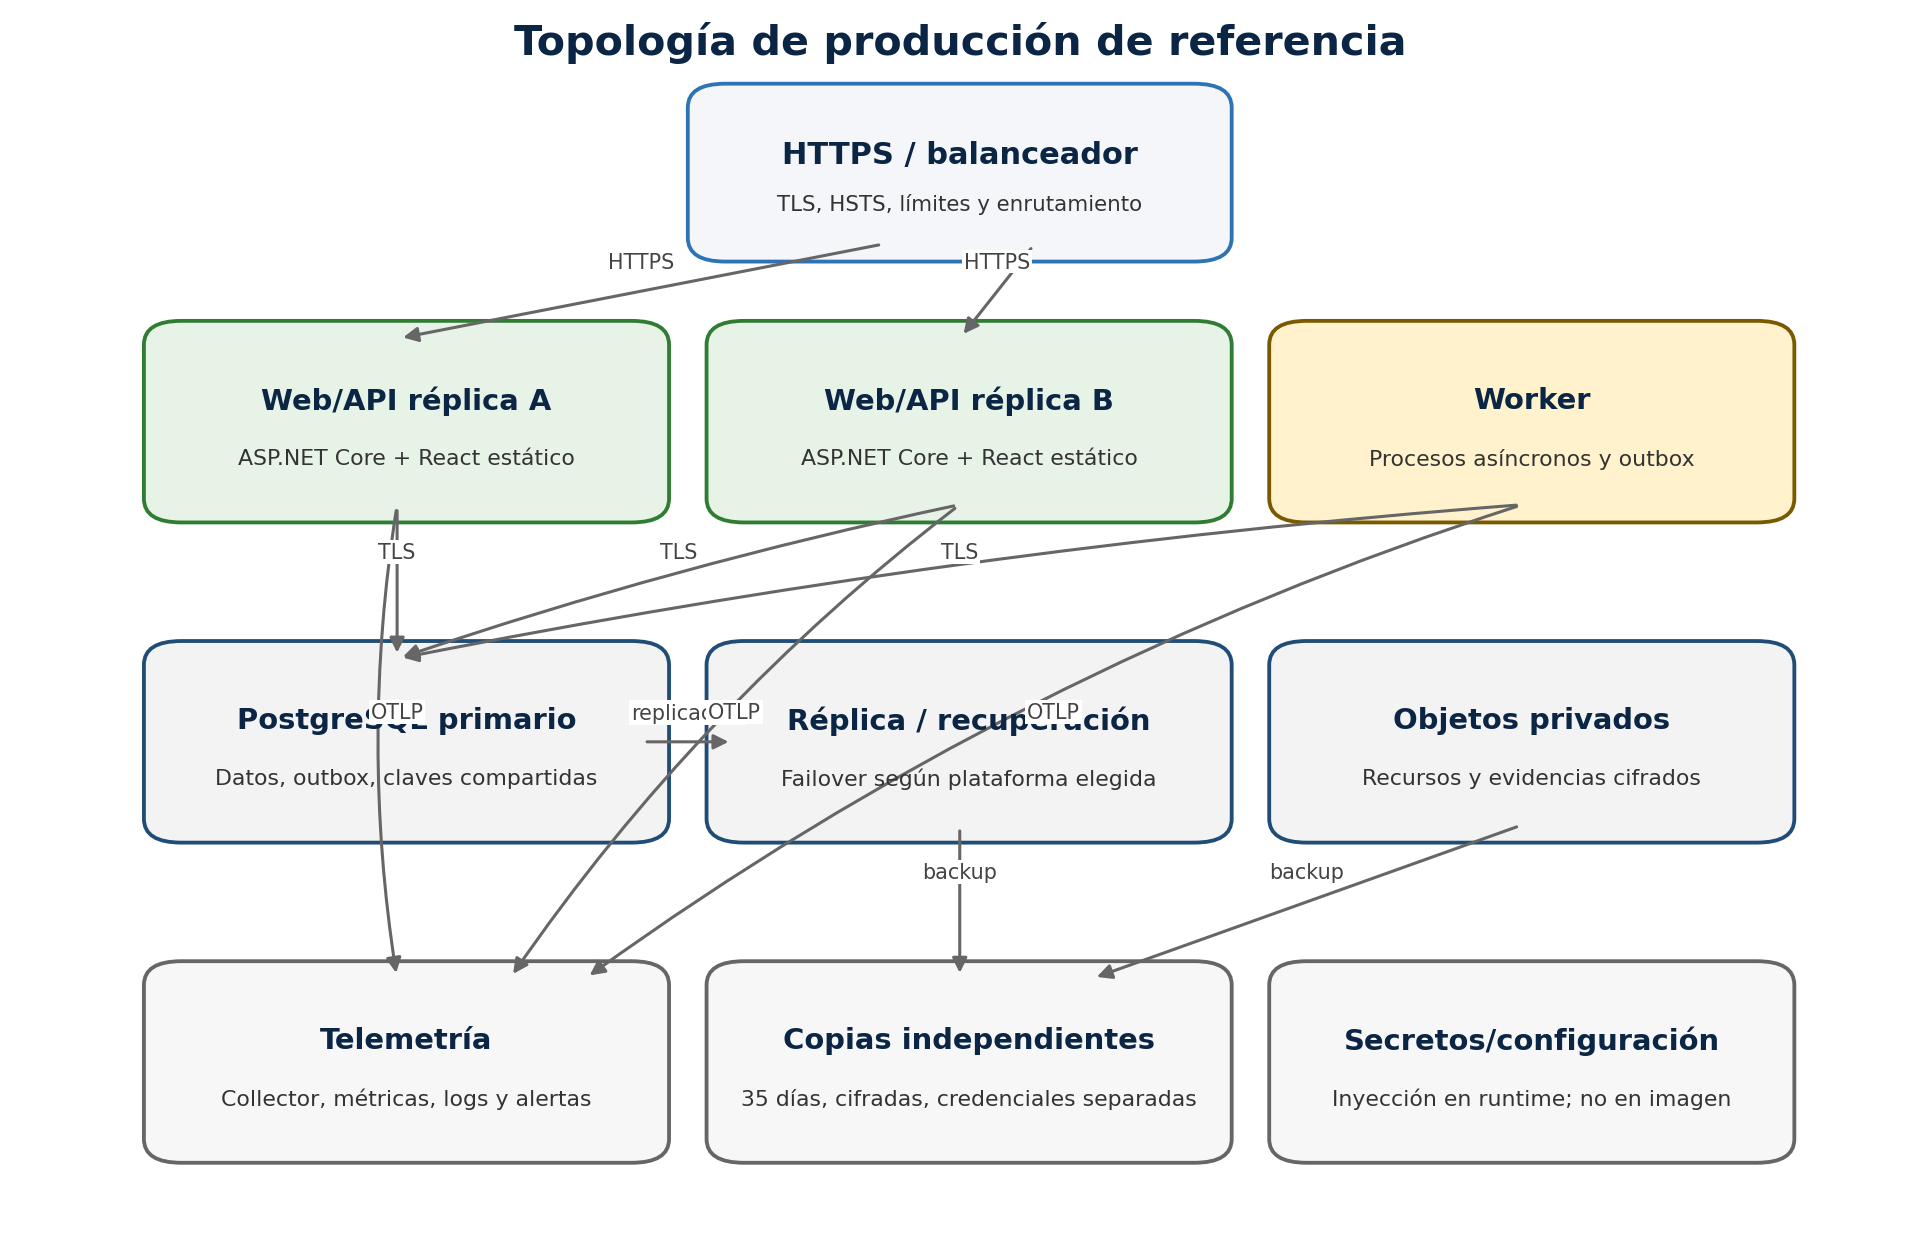 Topología de producción de referencia
HTTPS / balanceador
TLS, HSTS, límites y enrutamiento
HTTPS
HTTPS
Web/API réplica A
ASP.NET Core + React estático
Web/API réplica B
ASP.NET Core + React estático
Worker
Procesos asíncronos y outbox
TLS
TLS
TLS
PostgreSQL primario
Datos, outbox, claves compartidas
OTLP
OTLP
Réplica / recuperación
Failover según plataforma elegida
OTLP
Objetos privados
Recursos y evidencias cifrados
backup
backup
Telemetría
Collector, métricas, logs y alertas
Copias independientes
35 días, cifradas, credenciales separadas
Secretos/configuración
Inyección en runtime; no en imagen